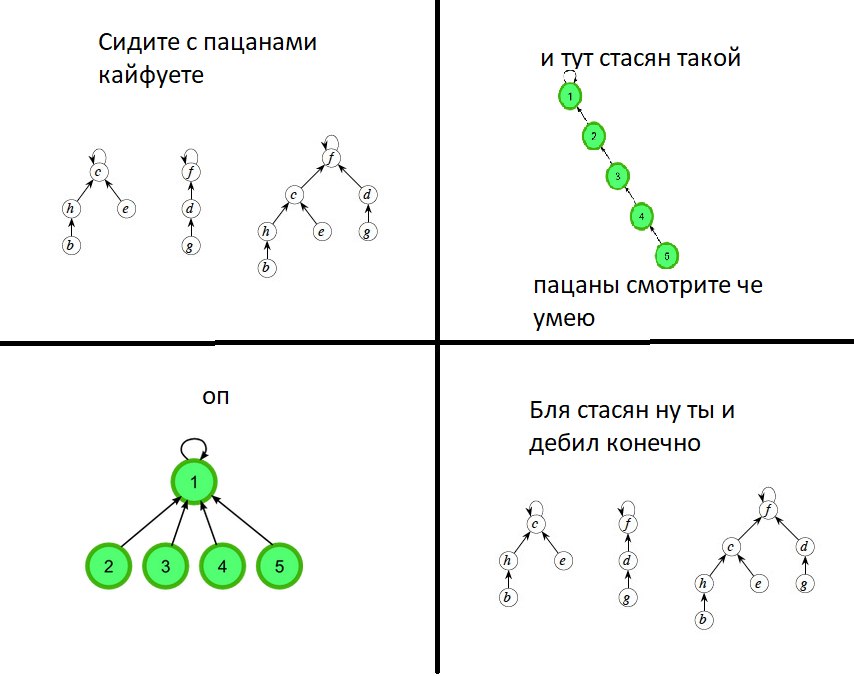 Сидите с пацанами
кайфуете
c
h
e
b
f
d
g
f
c
d
h
e
g
b
и тут стасян такой
1
2
3
4
5
пацаны смотрите че
умею
оп
1
2 3 4 5
Бля стасян ну ты и
дебил конечно
c
h
e
b
f
d
g
f
c
d
h
e
g
b